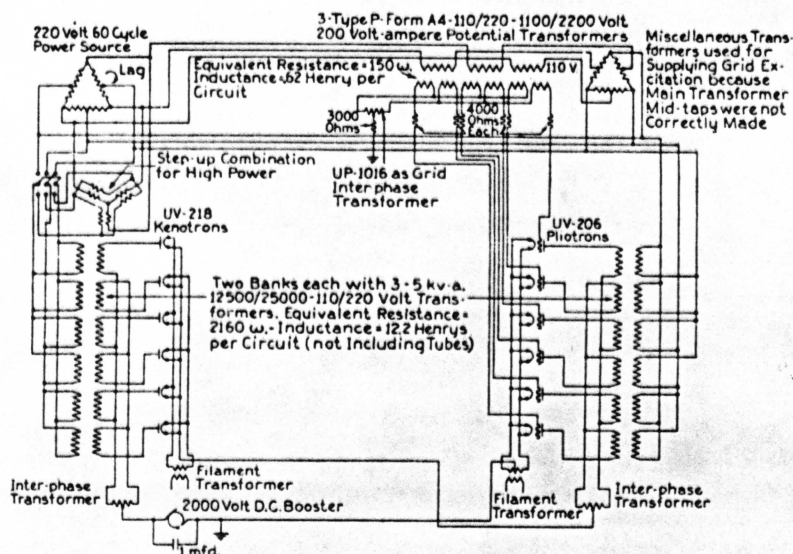 3-Type P-Form A4-110/220-1100/2200 Volt
200 Volt-ampere Potential Transformers
220 Volt 60 Cycle
Power Source
Lag
Equivalent Resistance=150ω.
Inductance=.62 Henry per
Circuit
110 V
Miscellaneous Trans-
formers used for
Supplying Grid Ex-
citation because
Main Transformer
Mid-taps were not
Correctly Made
3000
Ohms
4000
Ohms
Each
Step-up Combination
for High Power
UP-1016 as Grid
Interphase
Transformer
UV-218
Kenotrons
UV-206
Pliotrons
Two Banks each with 3-5 kv-a.
12500/25000-110/220 Volt Trans-
formers. Equivalent Resistance=
2160 ω.-Inductance=12.2 Henrys
per Circuit (not Including Tubes)
Inter-phase
Transformer
Filament
Transformer
2000 Volt D.C. Booster
1 mfd.
Filament
Transformer
Inter-phase
Transformer